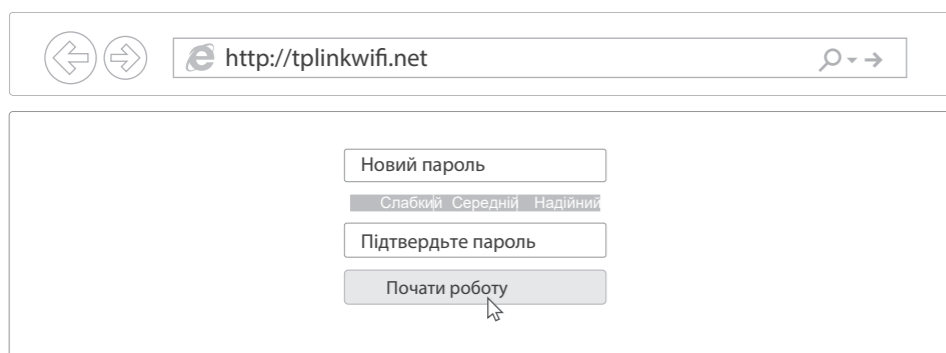 http://tplinkwifi.net
Новий пароль
Слабкий Середній Надійний
Підтвердьте пароль
Почати роботу